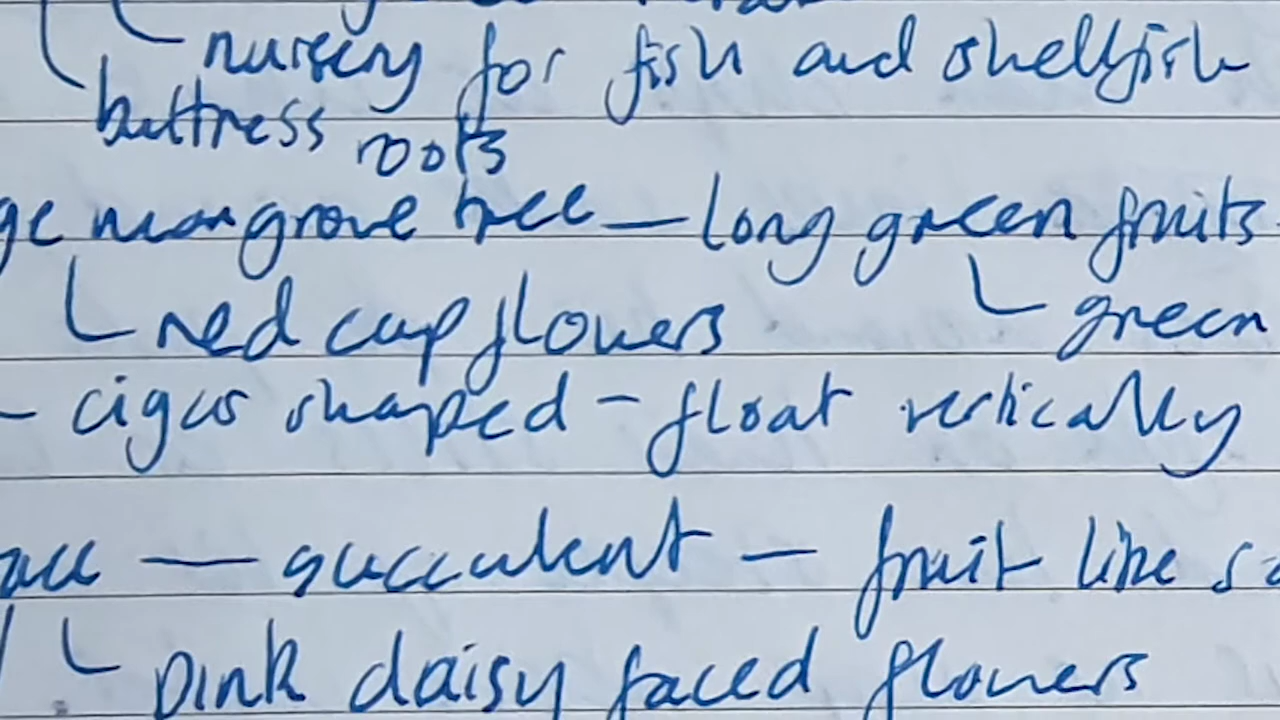 nursery for fish and shellfish
buttress roots
mangrove tree — long green fruits
red cup flowers green
- cigar shaped - float vertically
— succulent — fruit like
pink daisy faced flowers